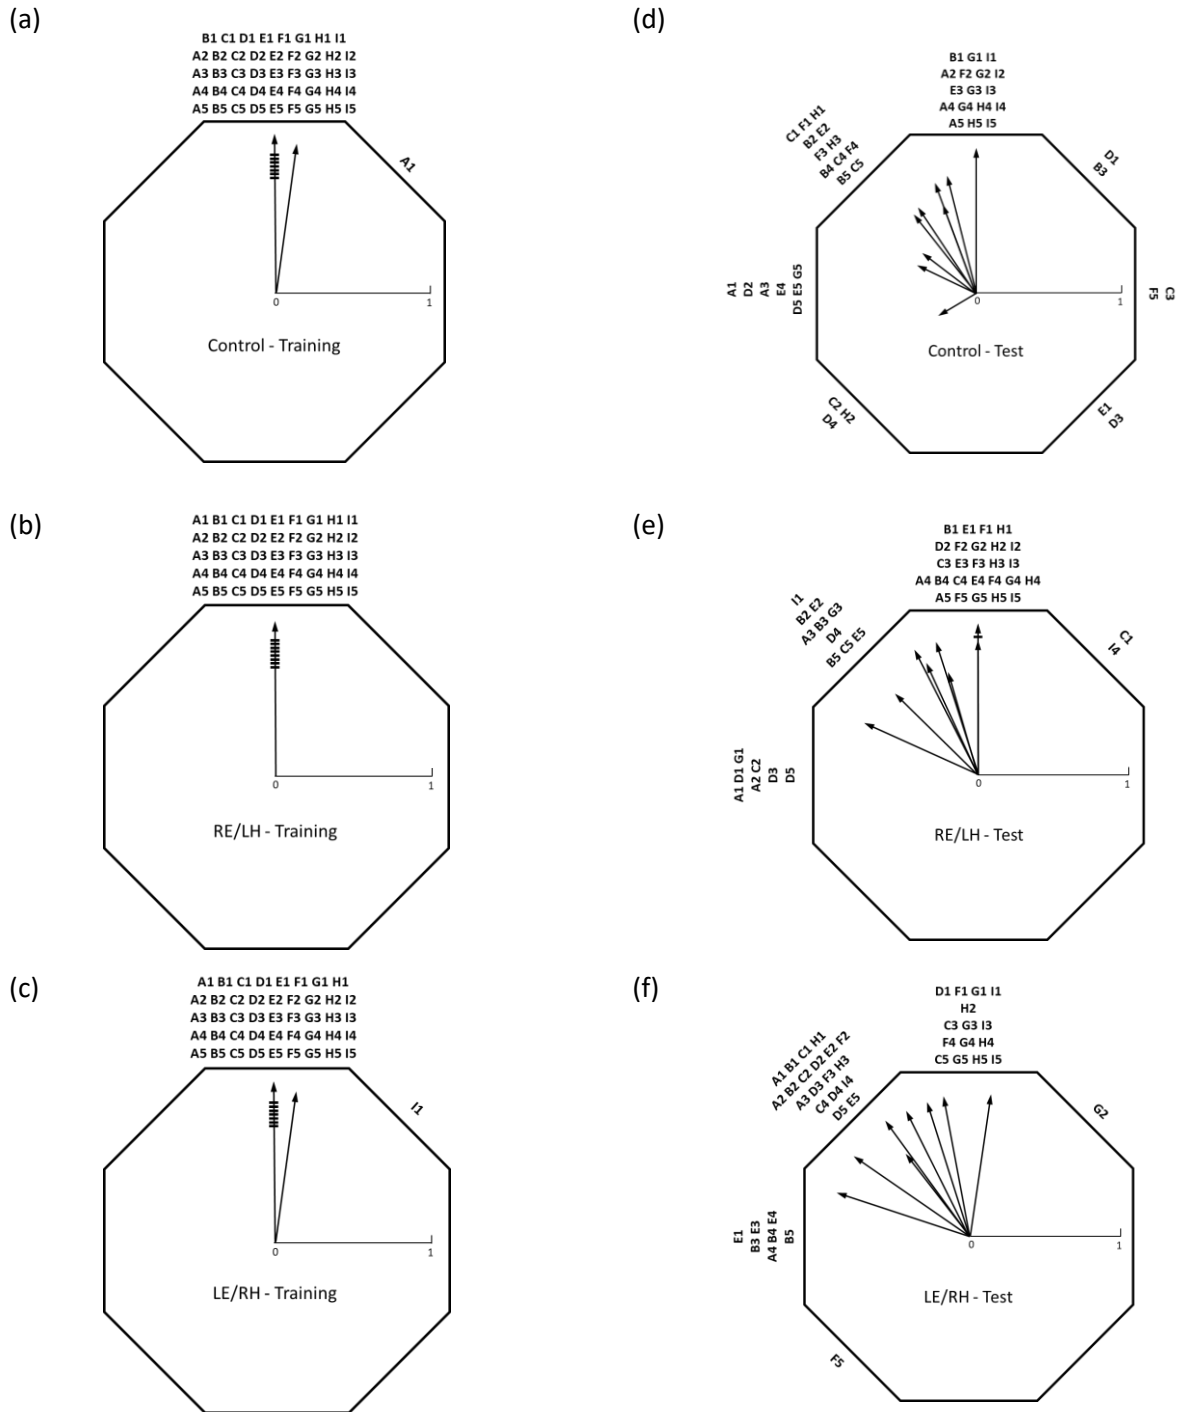 (a)
B1 C1 D1 E1 F1 G1 H1 I1
A2 B2 C2 D2 E2 F2 G2 H2 I2
A3 B3 C3 D3 E3 F3 G3 H3 I3
A4 B4 C4 D4 E4 F4 G4 H4 I4
A5 B5 C5 D5 E5 F5 G5 H5 I5
A1
0
1
Control - Training
(d)
B1 G1 I1
A2 F2 G2 I2
E3 G3 I3
A4 G4 H4 I4
A5 H5 I5
C1 F1 H1
B2 E2
F3 H3
B4 C4 F4
B5 C5
D1
B3
A1
D2
A3
E4
D5 E5 G5
C3
F5
0
1
Control - Test
C2 H2
D4
E1
D3
(b)
A1 B1 C1 D1 E1 F1 G1 H1 I1
A2 B2 C2 D2 E2 F2 G2 H2 I2
A3 B3 C3 D3 E3 F3 G3 H3 I3
A4 B4 C4 D4 E4 F4 G4 H4 I4
A5 B5 C5 D5 E5 F5 G5 H5 I5
0
1
RE/LH - Training
(e)
B1 E1 F1 H1
D2 F2 G2 H2 I2
C3 E3 F3 H3 I3
A4 B4 C4 E4 F4 G4 H4
A5 F5 G5 H5 I5
I1
B2 E2
A3 B3 G3
D4
B5 C5 E5
C1
I4
A1 D1 G1
A2 C2
D3
D5
0
1
RE/LH - Test
(c)
A1 B1 C1 D1 E1 F1 G1 H1
A2 B2 C2 D2 E2 F2 G2 H2 I2
A3 B3 C3 D3 E3 F3 G3 H3 I3
A4 B4 C4 D4 E4 F4 G4 H4 I4
A5 B5 C5 D5 E5 F5 G5 H5 I5
I1
0
1
LE/RH - Training
(f)
D1 F1 G1 I1
H2
C3 G3 I3
F4 G4 H4
C5 G5 H5 I5
A1 B1 C1 H1
A2 B2 C2 D2 E2 F2
A3 D3 F3 H3
C4 D4 I4
D5 E5
G2
E1
B3 E3
A4 B4 E4
B5
0
1
LE/RH - Test
F5